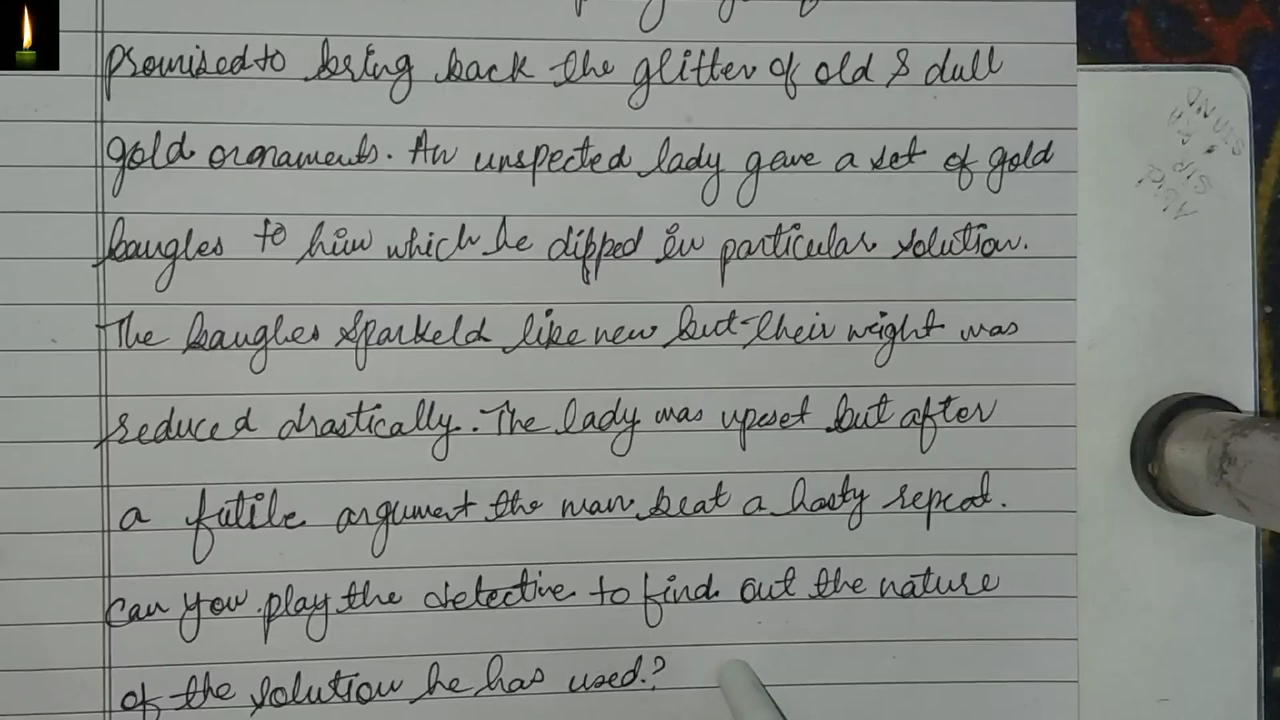 promised to bring back the glitter of old & dull
gold ornaments. An unspected lady gave a set of gold
bangles to him which he dipped in particular solution.
The bangles sparkeld like new but their wight was
reduced drastically. The lady was upset but after
a futile argument the man beat a hasty repeat.
Can you play the detective to find out the nature
of the solution he has used.?